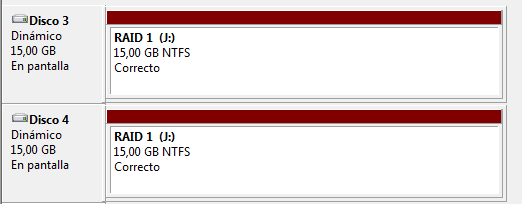 Disco 3
Dinámico
15,00 GB
En pantalla
RAID 1 (J:)
15,00 GB NTFS
Correcto
Disco 4
Dinámico
15,00 GB
En pantalla
RAID 1 (J:)
15,00 GB NTFS
Correcto